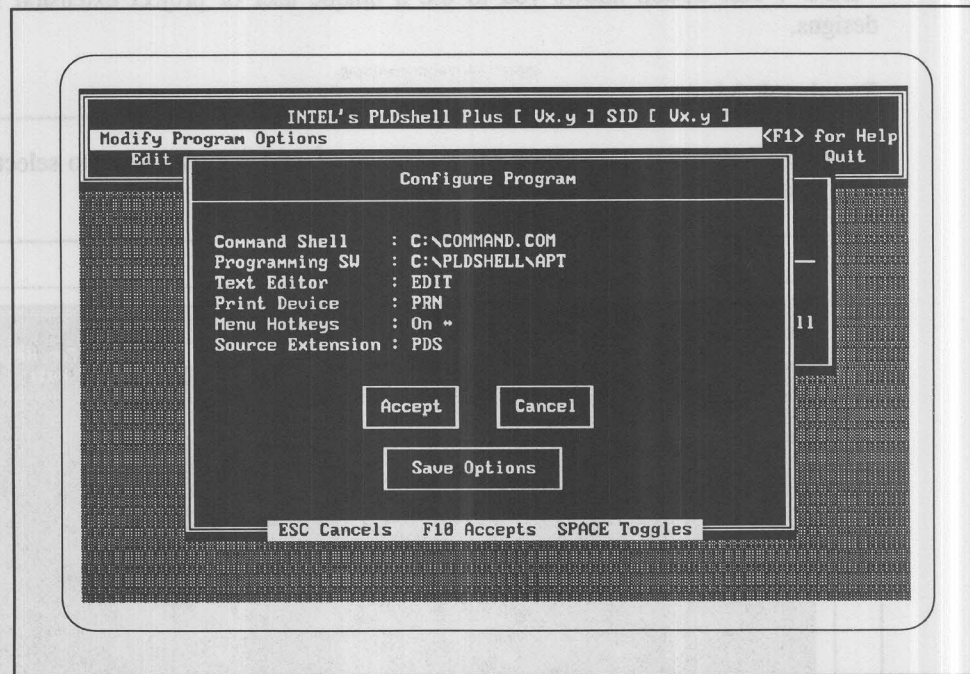 designs.
INTEL's PLDshell Plus [ Vx.y ] SID [ Vx.y ]
Modify Program Options
<F1> for Help
Edit
Quit
Configure Program
Command Shell : C:\COMMAND.COM
Programming SW : C:\PLDSHELL\APT
Text Editor : EDIT
Print Device : PRN
Menu Hotkeys : On ↔
Source Extension : PDS
ll
Accept
Cancel
Save Options
ESC Cancels F10 Accepts SPACE Toggles